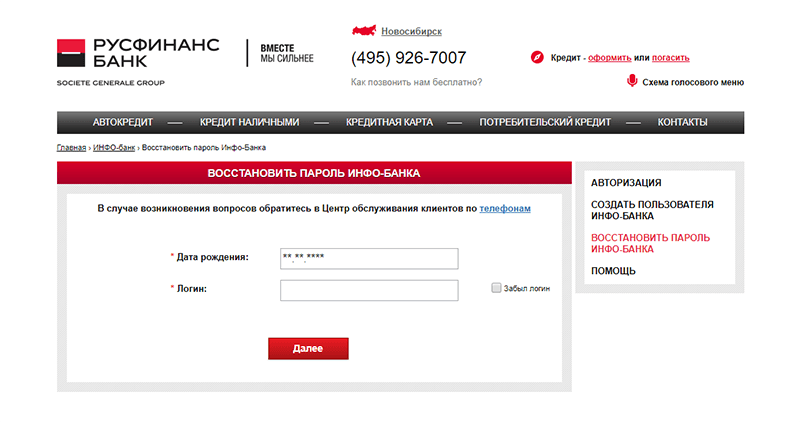 РУСФИНАНС
БАНК
SOCIETE GENERALE GROUP
ВМЕСТЕ
МЫ СИЛЬНЕЕ
Новосибирск
(495) 926-7007
Как позвонить нам бесплатно?
Кредит - оформить или погасить
Схема голосового меню
АВТОКРЕДИТ — КРЕДИТ НАЛИЧНЫМИ — КРЕДИТНАЯ КАРТА — ПОТРЕБИТЕЛЬСКИЙ КРЕДИТ — КОНТАКТЫ
Главная › ИНФО-банк › Восстановить пароль Инфо-Банка
ВОССТАНОВИТЬ ПАРОЛЬ ИНФО-БАНКА
В случае возникновения вопросов обратитесь в Центр обслуживания клиентов по телефонам
* Дата рождения: **.**.****
* Логин:
Забыл логин
Далее
АВТОРИЗАЦИЯ
СОЗДАТЬ ПОЛЬЗОВАТЕЛЯ
ИНФО-БАНКА
ВОССТАНОВИТЬ ПАРОЛЬ
ИНФО-БАНКА
ПОМОЩЬ